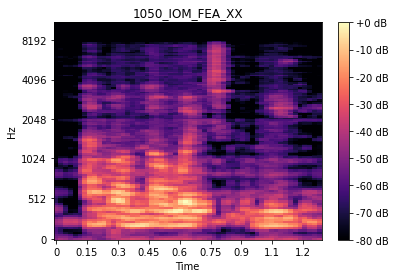 1050_IOM_FEA_XX
8192
4096
2048
1024
512
0
Hz
0 0.15 0.3 0.45 0.6 0.75 0.9 1.1 1.2
Time
+0 dB
-10 dB
-20 dB
-30 dB
-40 dB
-50 dB
-60 dB
-70 dB
-80 dB